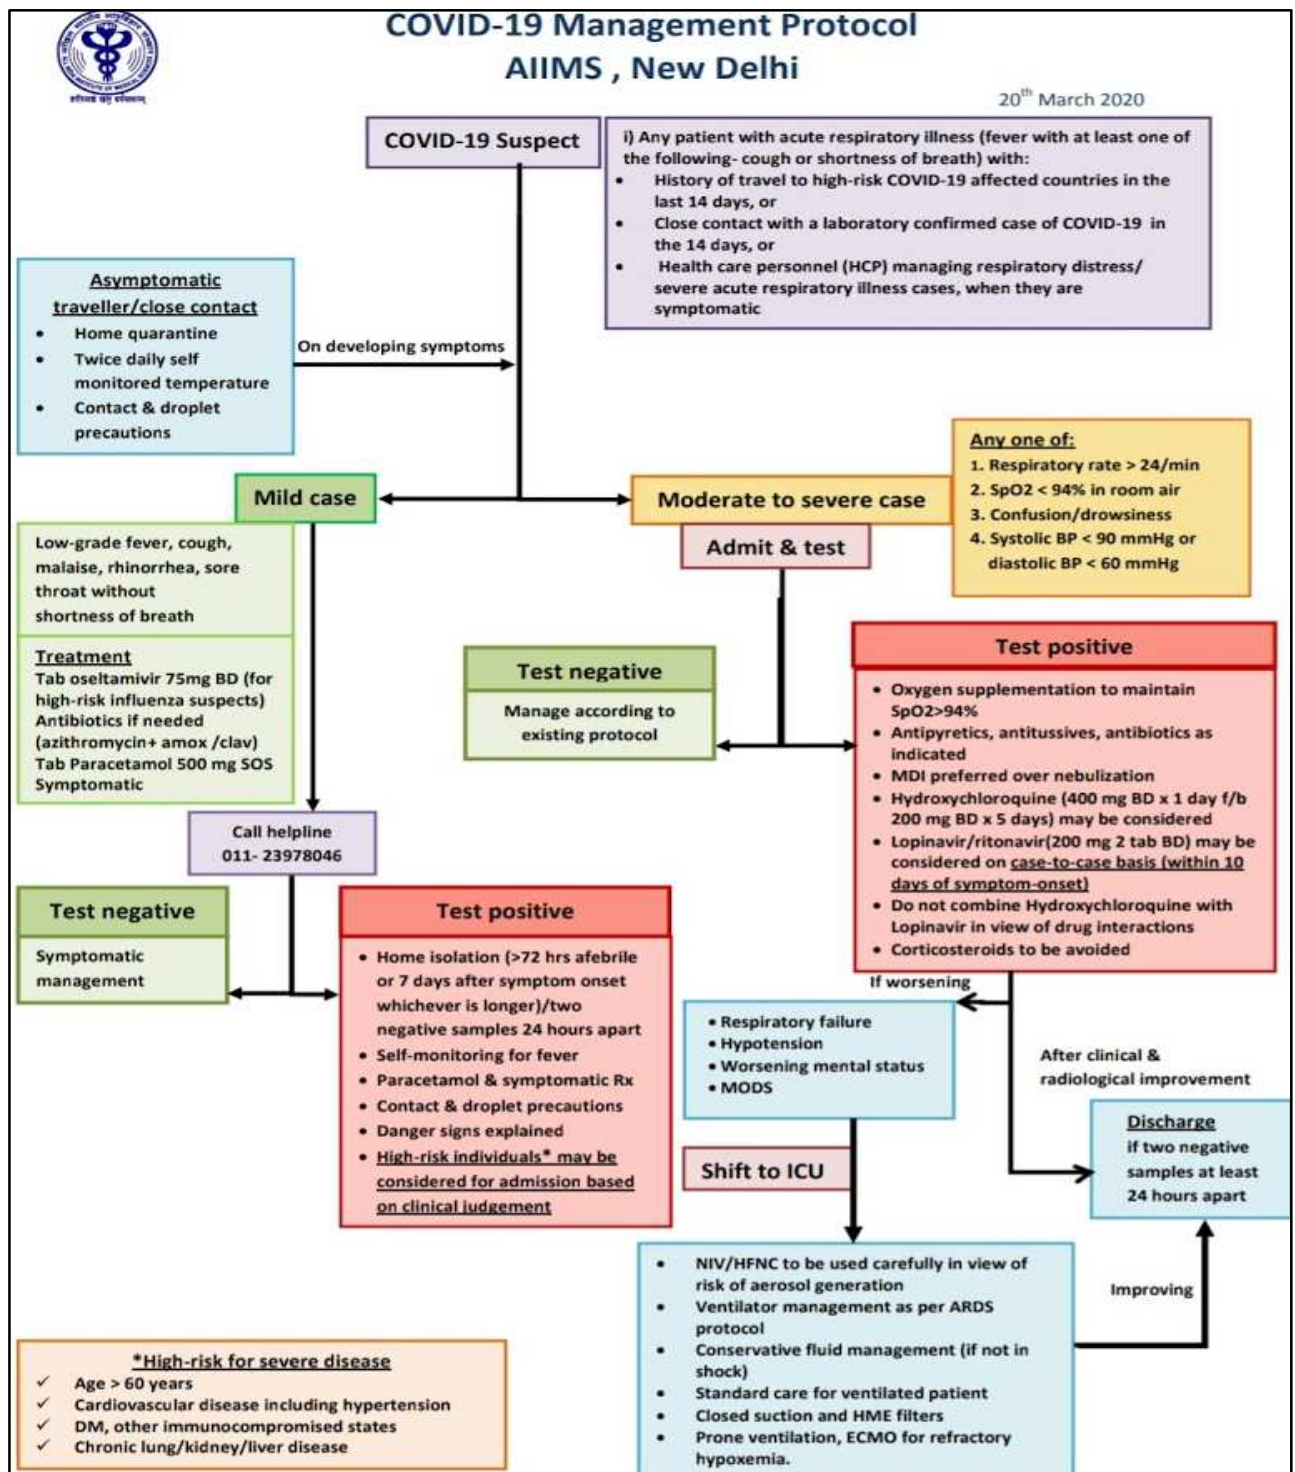 COVID-19 Management Protocol
AIIMS , New Delhi
20th March 2020
COVID-19 Suspect
i) Any patient with acute respiratory illness (fever with at least one of
the following- cough or shortness of breath) with:
• History of travel to high-risk COVID-19 affected countries in the
last 14 days, or
• Close contact with a laboratory confirmed case of COVID-19 in
the 14 days, or
• Health care personnel (HCP) managing respiratory distress/
severe acute respiratory illness cases, when they are
symptomatic
Asymptomatic
traveller/close contact
• Home quarantine
• Twice daily self
monitored temperature
• Contact & droplet
precautions
On developing symptoms
Mild case
Moderate to severe case
Admit & test
Any one of:
1. Respiratory rate > 24/min
2. SpO2 < 94% in room air
3. Confusion/drowsiness
4. Systolic BP < 90 mmHg or
diastolic BP < 60 mmHg
Low-grade fever, cough,
malaise, rhinorrhea, sore
throat without
shortness of breath
Treatment
Tab oseltamivir 75mg BD (for
high-risk influenza suspects)
Antibiotics if needed
(azithromycin+ amox /clav)
Tab Paracetamol 500 mg SOS
Symptomatic
Test negative
Manage according to
existing protocol
Test positive
• Oxygen supplementation to maintain
SpO2>94%
• Antipyretics, antitussives, antibiotics as
indicated
• MDI preferred over nebulization
• Hydroxychloroquine (400 mg BD x 1 day f/b
200 mg BD x 5 days) may be considered
• Lopinavir/ritonavir(200 mg 2 tab BD) may be
considered on case-to-case basis (within 10
days of symptom-onset)
• Do not combine Hydroxychloroquine with
Lopinavir in view of drug interactions
• Corticosteroids to be avoided
Call helpline
011- 23978046
Test negative
Symptomatic
management
Test positive
• Home isolation (>72 hrs afebrile
or 7 days after symptom onset
whichever is longer)/two
negative samples 24 hours apart
• Self-monitoring for fever
• Paracetamol & symptomatic Rx
• Contact & droplet precautions
• Danger signs explained
• High-risk individuals* may be
considered for admission based
on clinical judgement
If worsening
• Respiratory failure
• Hypotension
• Worsening mental status
• MODS
After clinical &
radiological improvement
Discharge
if two negative
samples at least
24 hours apart
Shift to ICU
• NIV/HFNC to be used carefully in view of
risk of aerosol generation
• Ventilator management as per ARDS
protocol
• Conservative fluid management (if not in
shock)
• Standard care for ventilated patient
• Closed suction and HME filters
• Prone ventilation, ECMO for refractory
hypoxemia.
Improving
*High-risk for severe disease
✓ Age > 60 years
✓ Cardiovascular disease including hypertension
✓ DM, other immunocompromised states
✓ Chronic lung/kidney/liver disease